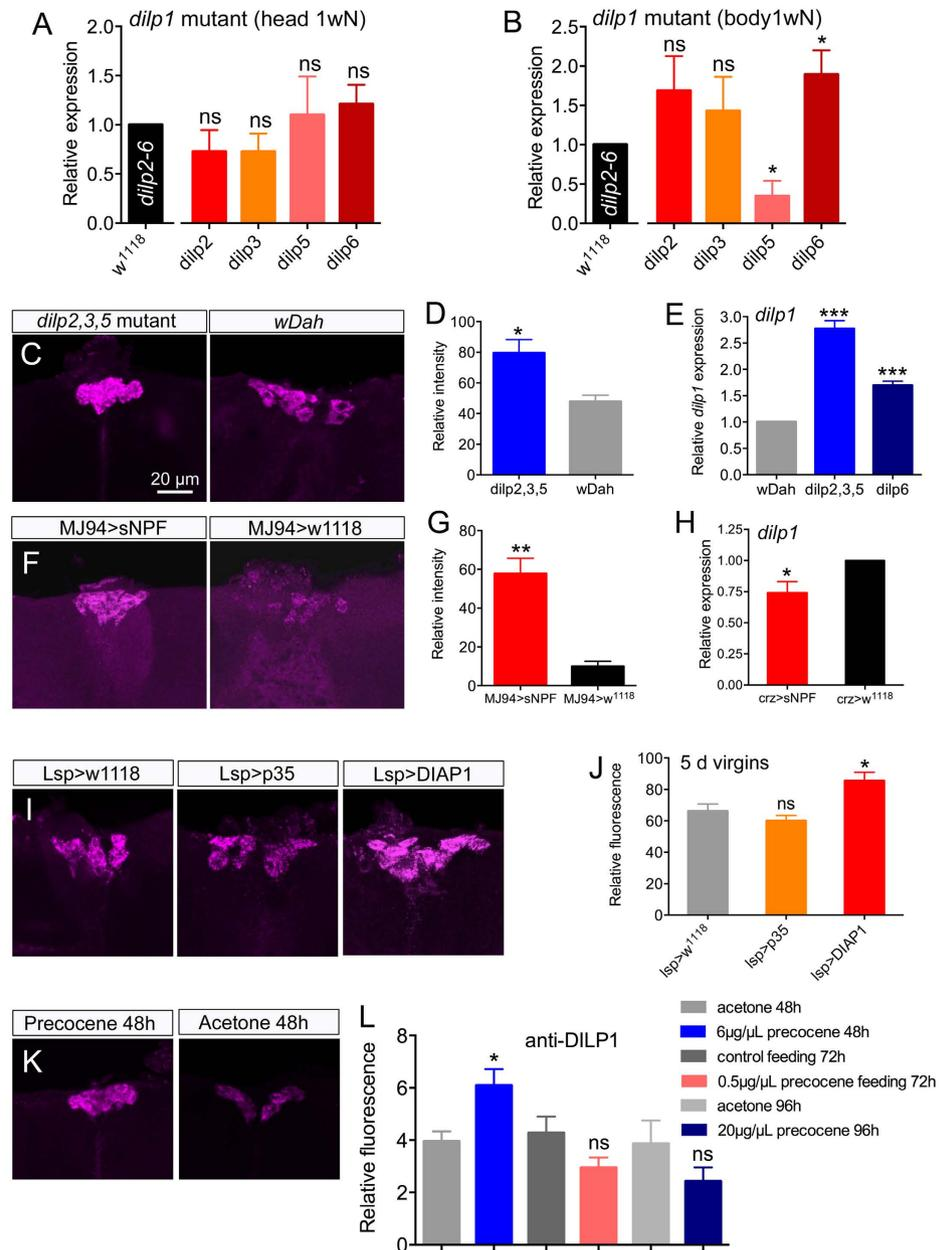 A
dilp1 mutant (head 1wN)
Relative expression
2.0
1.5
1.0
0.5
0.0
dilp2-6
ns
ns
ns
ns
w1118
dilp2
dilp3
dilp5
dilp6
B
dilp1 mutant (body1wN)
Relative expression
2.5
2.0
1.5
1.0
0.5
0.0
dilp2-6
ns
ns
*
*
w1118
dilp2
dilp3
dilp5
dilp6
dilp2,3,5 mutant
wDah
C
20 µm
D
Relative intensity
100
80
60
40
20
0
*
dilp2,3,5
wDah
E
dilp1
Relative dilp1 expression
3.0
2.5
2.0
1.5
1.0
0.5
0.0
***
***
wDah
dilp2,3,5
dilp6
MJ94>sNPF
MJ94>w1118
F
G
Relative intensity
80
60
40
20
0
**
MJ94>sNPF
MJ94>w1118
H
dilp1
Relative expression
1.25
1.00
0.75
0.50
0.25
0.00
*
crz>sNPF
crz>w1118
Lsp>w1118
Lsp>p35
Lsp>DIAP1
I
J
5 d virgins
Relative fluorescence
100
80
60
40
20
0
ns
*
lsp>w1118
lsp>p35
lsp>DIAP1
Precocene 48h
Acetone 48h
K
L
anti-DILP1
Relative fluorescence
8
6
4
2
0
*
ns
ns
acetone 48h
6µg/µL precocene 48h
control feeding 72h
0.5µg/µL precocene feeding 72h
acetone 96h
20µg/µL precocene 96h